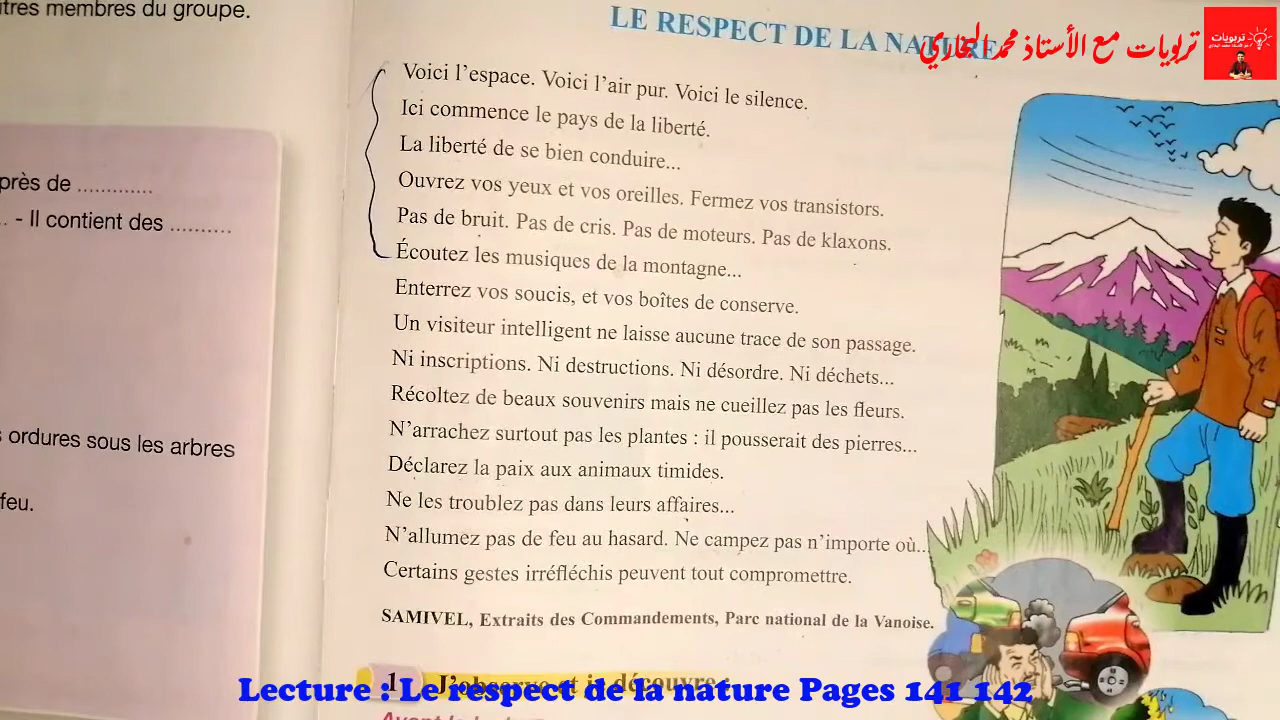 itres membres du groupe.
près de .............
.. - Il contient des ..........
s ordures sous les arbres
feu.
LE RESPECT DE LA NATURE
تربويات مع الأستاذ محمد البخاري
تربويات
Voici l'espace. Voici l'air pur. Voici le silence.
Ici commence le pays de la liberté.
La liberté de se bien conduire...
Ouvrez vos yeux et vos oreilles. Fermez vos transistors.
Pas de bruit. Pas de cris. Pas de moteurs. Pas de klaxons.
Écoutez les musiques de la montagne...
Enterrez vos soucis, et vos boîtes de conserve.
Un visiteur intelligent ne laisse aucune trace de son passage.
Ni inscriptions. Ni destructions. Ni désordre. Ni déchets...
Récoltez de beaux souvenirs mais ne cueillez pas les fleurs.
N'arrachez surtout pas les plantes : il pousserait des pierres...
Déclarez la paix aux animaux timides.
Ne les troublez pas dans leurs affaires...
N'allumez pas de feu au hasard. Ne campez pas n'importe où...
Certains gestes irréfléchis peuvent tout compromettre.
SAMIVEL, Extraits des Commandements, Parc national de la Vanoise.
1 J'observe et je découvre :
Lecture : Le respect de la nature Pages 141 142